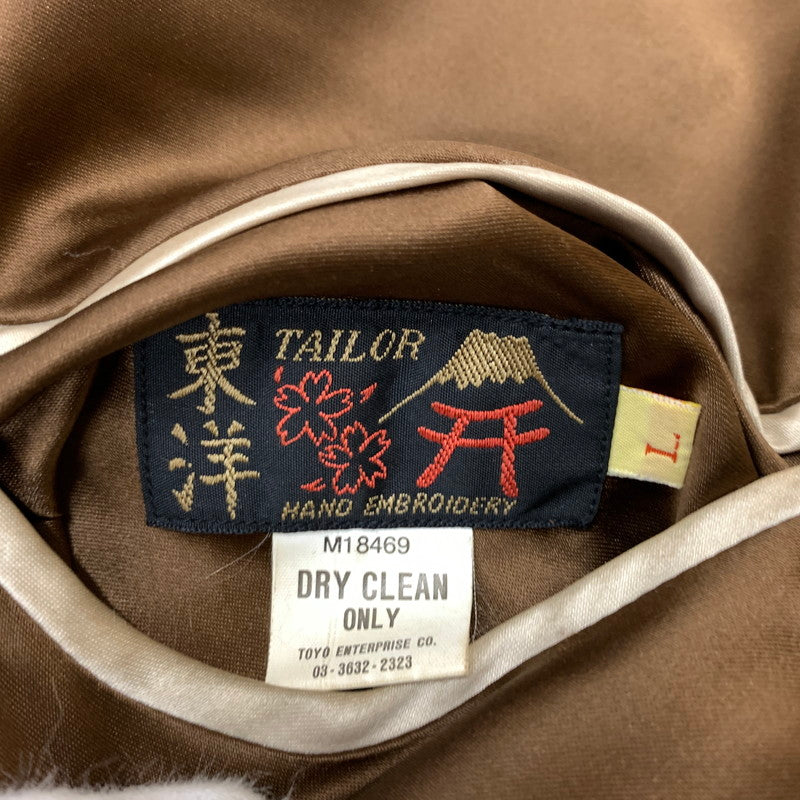 東洋
TAILOR
HAND EMBROIDERY
L
M18469
DRY CLEAN
ONLY
TOYO ENTERPRISE CO.
03-3632-2323